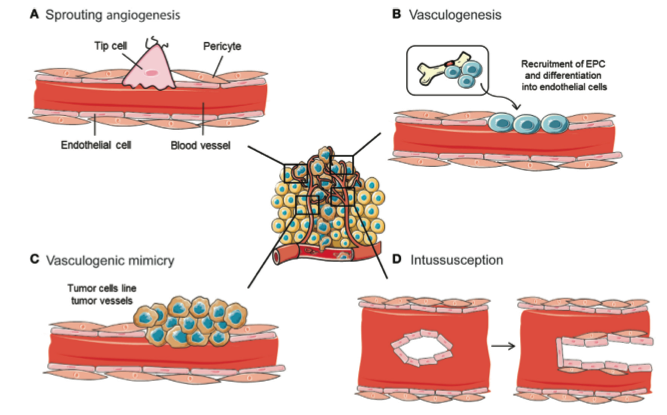 A Sprouting angiogenesis
Tip cell
Pericyte
Endothelial cell
Blood vessel
B Vasculogenesis
Recruitment of EPC
and differentiation
into endothelial cells
C Vasculogenic mimicry
Tumor cells line
tumor vessels
D Intussusception